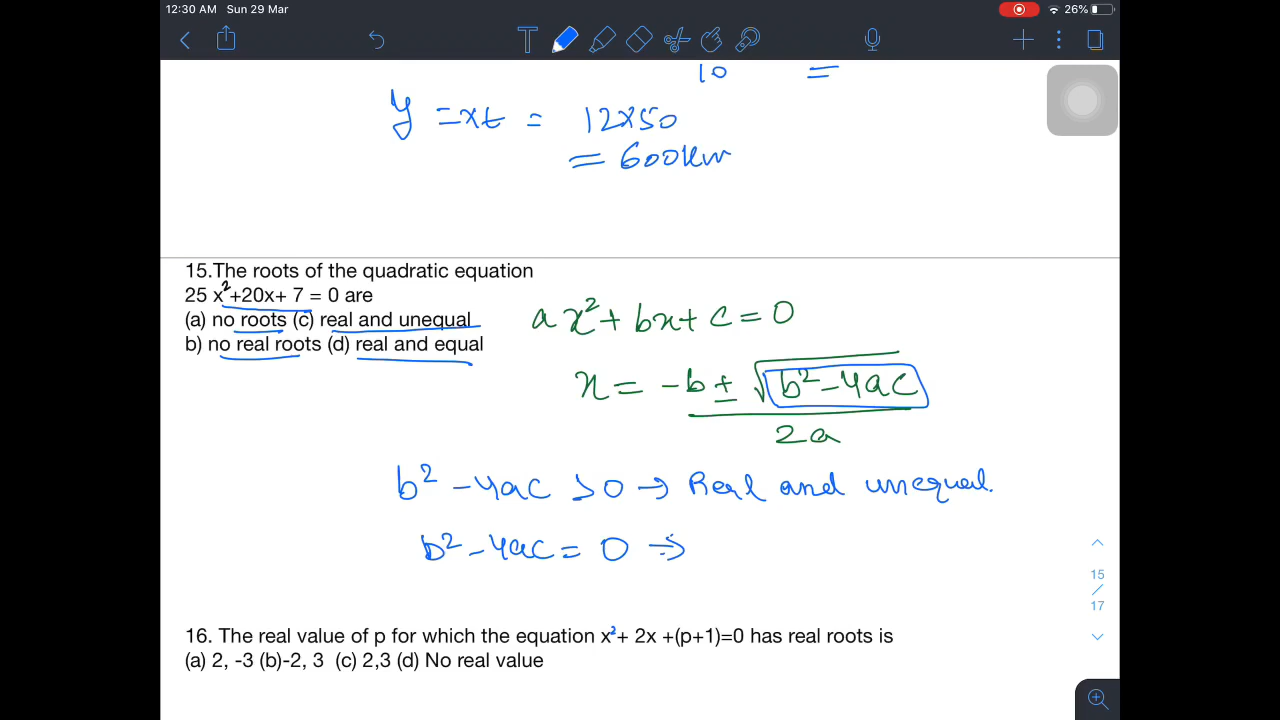 12:30 AM Sun 29 Mar
26%
T
10 =
y =xt = 12x50
= 600km
15.The roots of the quadratic equation
25 x²+20x+ 7 = 0 are
(a) no roots (c) real and unequal
b) no real roots (d) real and equal
ax² + bx + c = 0
x = -b ± √b² - 4ac
2a
b² - 4ac > 0 → Real and unequal.
b² - 4ac = 0 →
15
/
17
16. The real value of p for which the equation x²+ 2x +(p+1)=0 has real roots is
(a) 2, -3 (b)-2, 3 (c) 2,3 (d) No real value